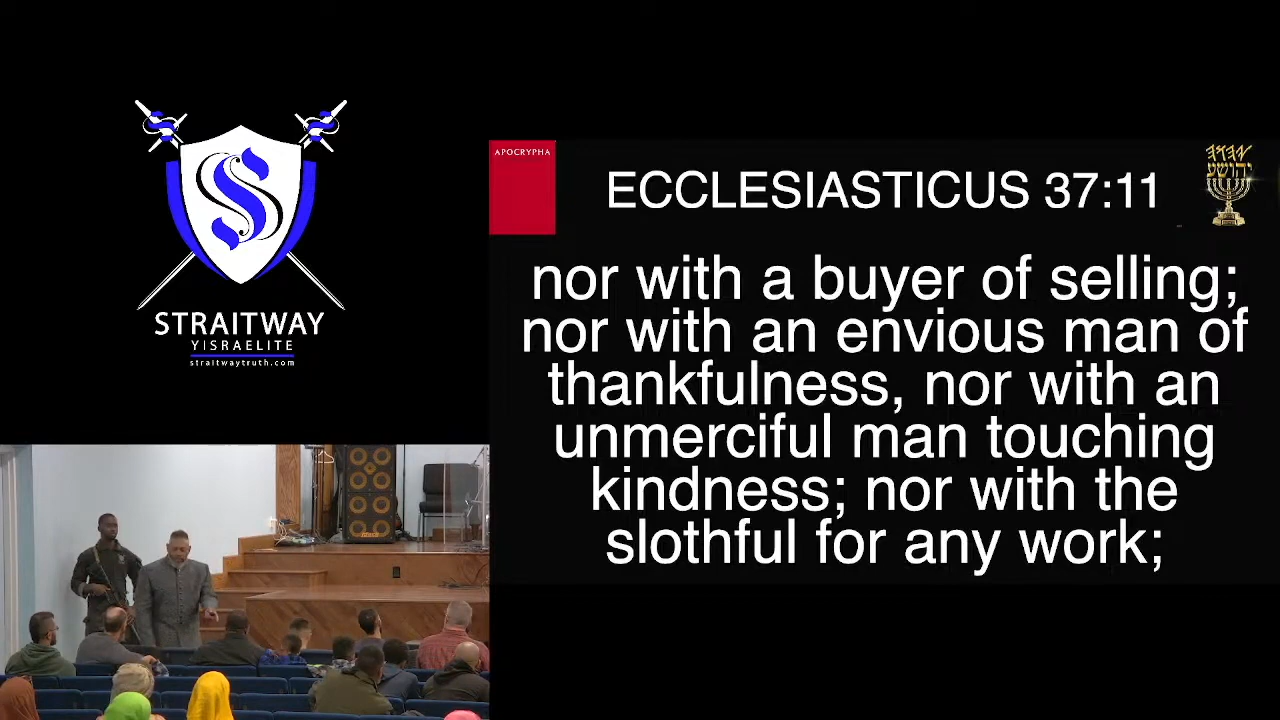 S
STRAITWAY
YISRAELITE
straitwaytruth.com
APOCRYPHA
ECCLESIASTICUS 37:11
יהושע
nor with a buyer of selling;
nor with an envious man of
thankfulness, nor with an
unmerciful man touching
kindness; nor with the
slothful for any work;